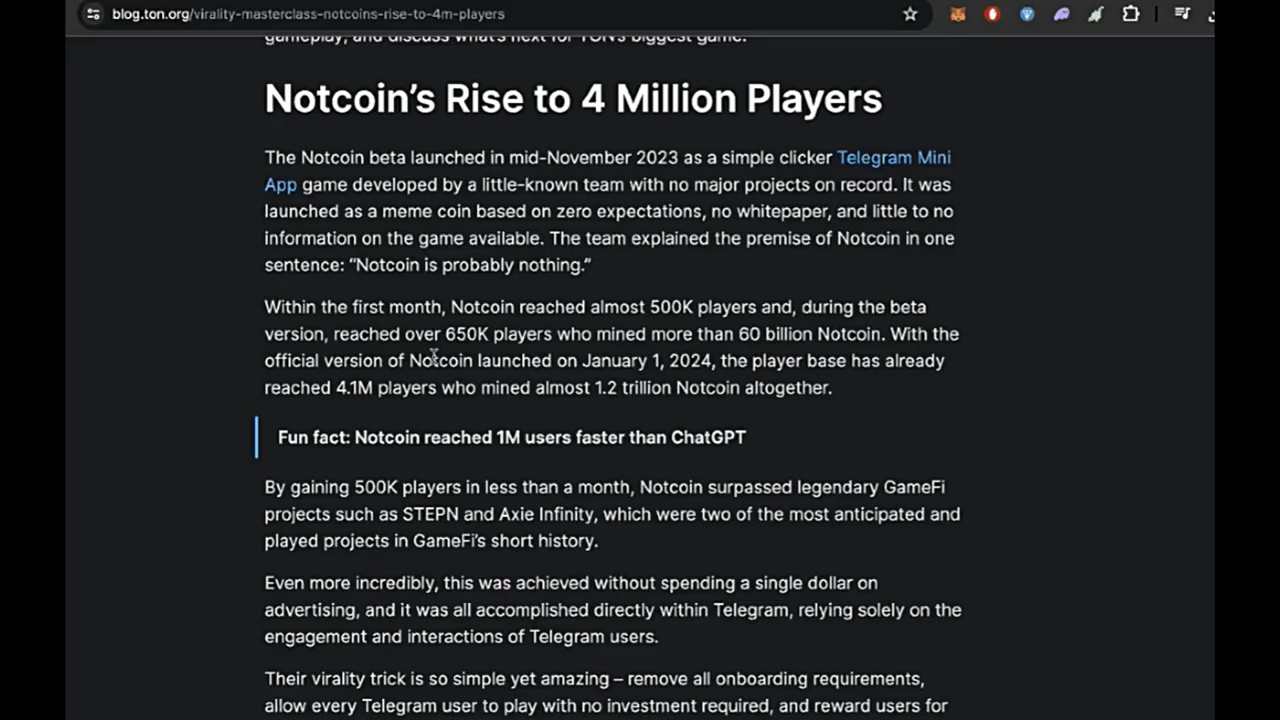 blog.ton.org/virality-masterclass-notcoins-rise-to-4m-players
gameplay, and discuss what's next for TON's biggest game.
Notcoin’s Rise to 4 Million Players
The Notcoin beta launched in mid-November 2023 as a simple clicker Telegram Mini
App game developed by a little-known team with no major projects on record. It was
launched as a meme coin based on zero expectations, no whitepaper, and little to no
information on the game available. The team explained the premise of Notcoin in one
sentence: “Notcoin is probably nothing.”
Within the first month, Notcoin reached almost 500K players and, during the beta
version, reached over 650K players who mined more than 60 billion Notcoin. With the
official version of Notcoin launched on January 1, 2024, the player base has already
reached 4.1M players who mined almost 1.2 trillion Notcoin altogether.
Fun fact: Notcoin reached 1M users faster than ChatGPT
By gaining 500K players in less than a month, Notcoin surpassed legendary GameFi
projects such as STEPN and Axie Infinity, which were two of the most anticipated and
played projects in GameFi’s short history.
Even more incredibly, this was achieved without spending a single dollar on
advertising, and it was all accomplished directly within Telegram, relying solely on the
engagement and interactions of Telegram users.
Their virality trick is so simple yet amazing – remove all onboarding requirements,
allow every Telegram user to play with no investment required, and reward users for